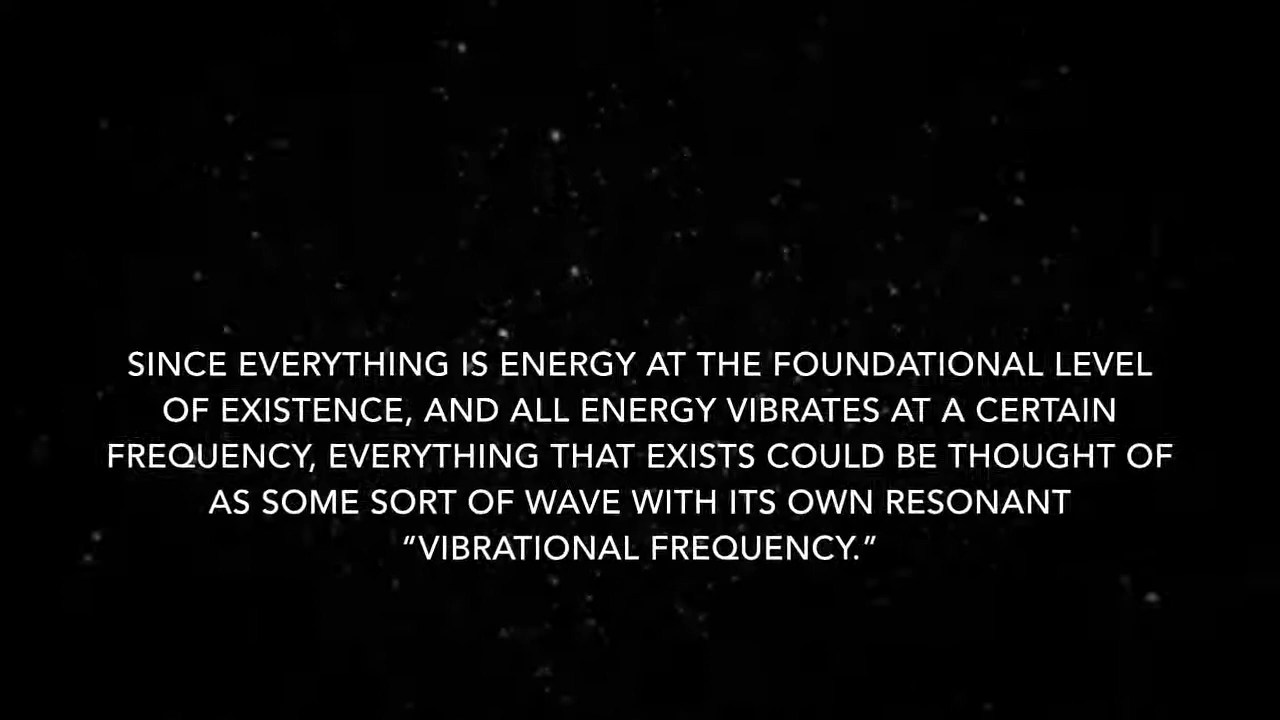 SINCE EVERYTHING IS ENERGY AT THE FOUNDATIONAL LEVEL
OF EXISTENCE, AND ALL ENERGY VIBRATES AT A CERTAIN
FREQUENCY, EVERYTHING THAT EXISTS COULD BE THOUGHT OF
AS SOME SORT OF WAVE WITH ITS OWN RESONANT
“VIBRATIONAL FREQUENCY.”